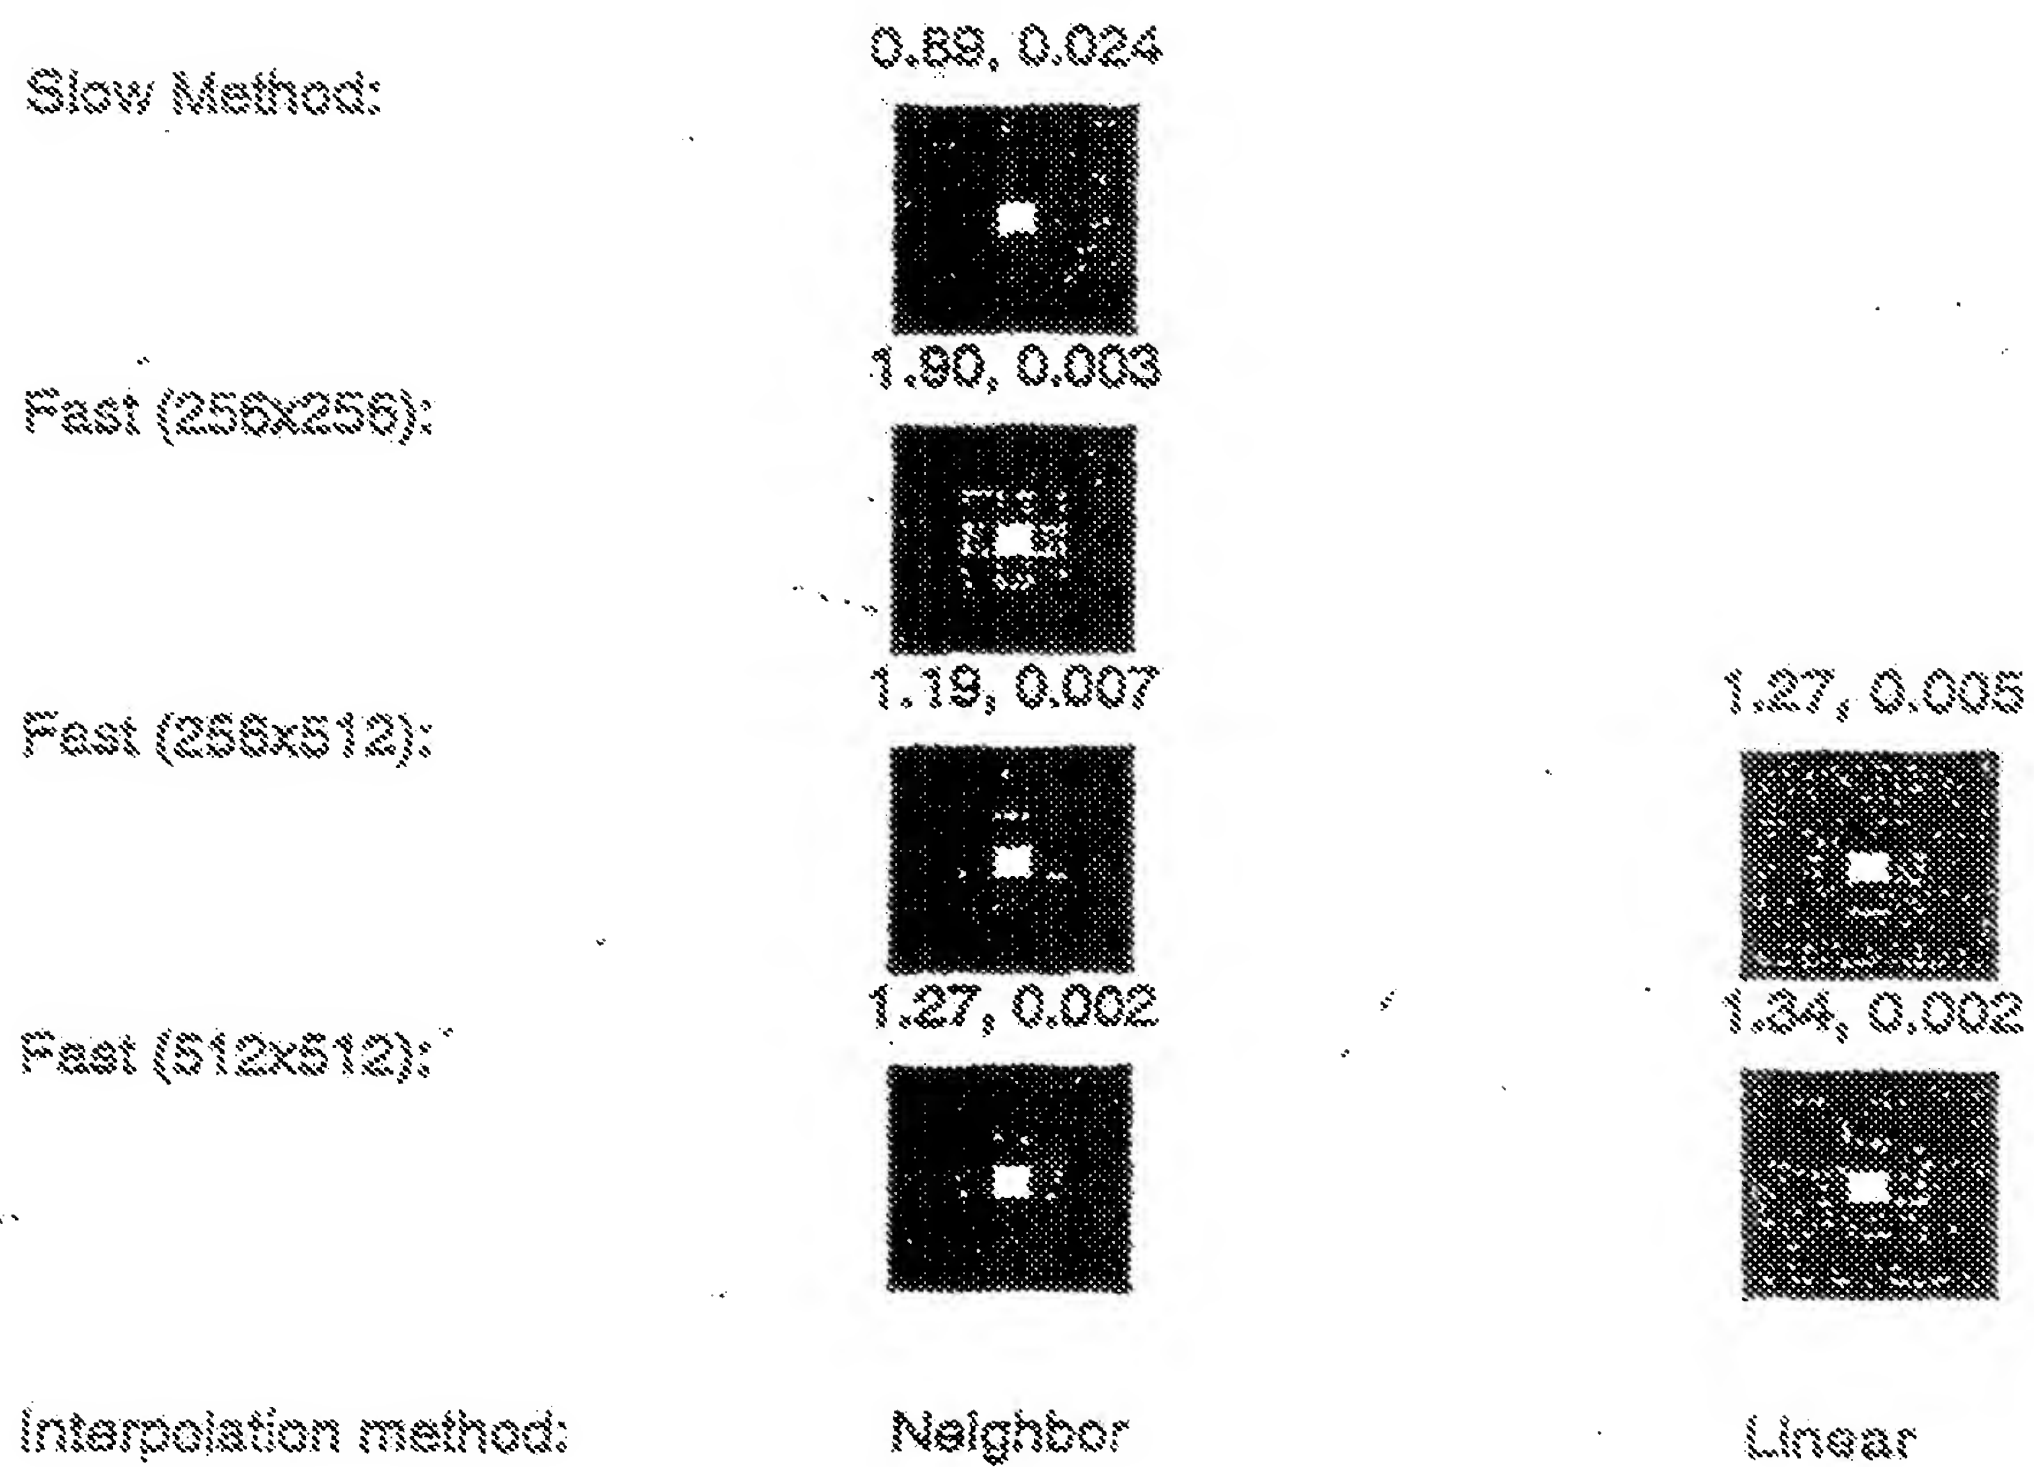 0.89, 0.024
Slow Method:
1.90, 0.003
Fast (256x256):
1.19, 0.007 1.27, 0.005
Fast (256x512):
1.27, 0.002 1.34, 0.002
Fast (512x512):
Interpolation method: Neighbor Linear